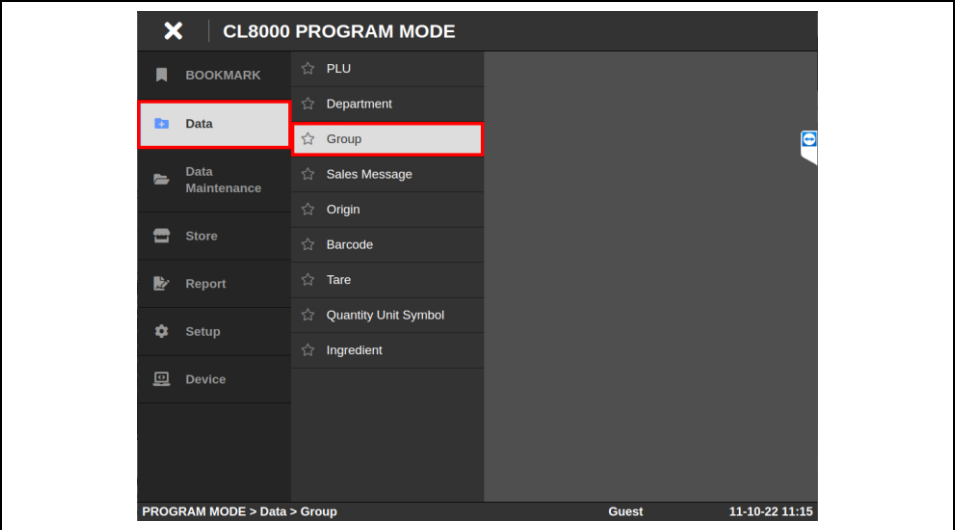 CL8000 PROGRAM MODE
BOOKMARK
Data
Data
Maintenance
Store
Report
Setup
Device
PLU
Department
Group
Sales Message
Origin
Barcode
Tare
Quantity Unit Symbol
Ingredient
PROGRAM MODE > Data > Group
Guest
11-10-22 11:15